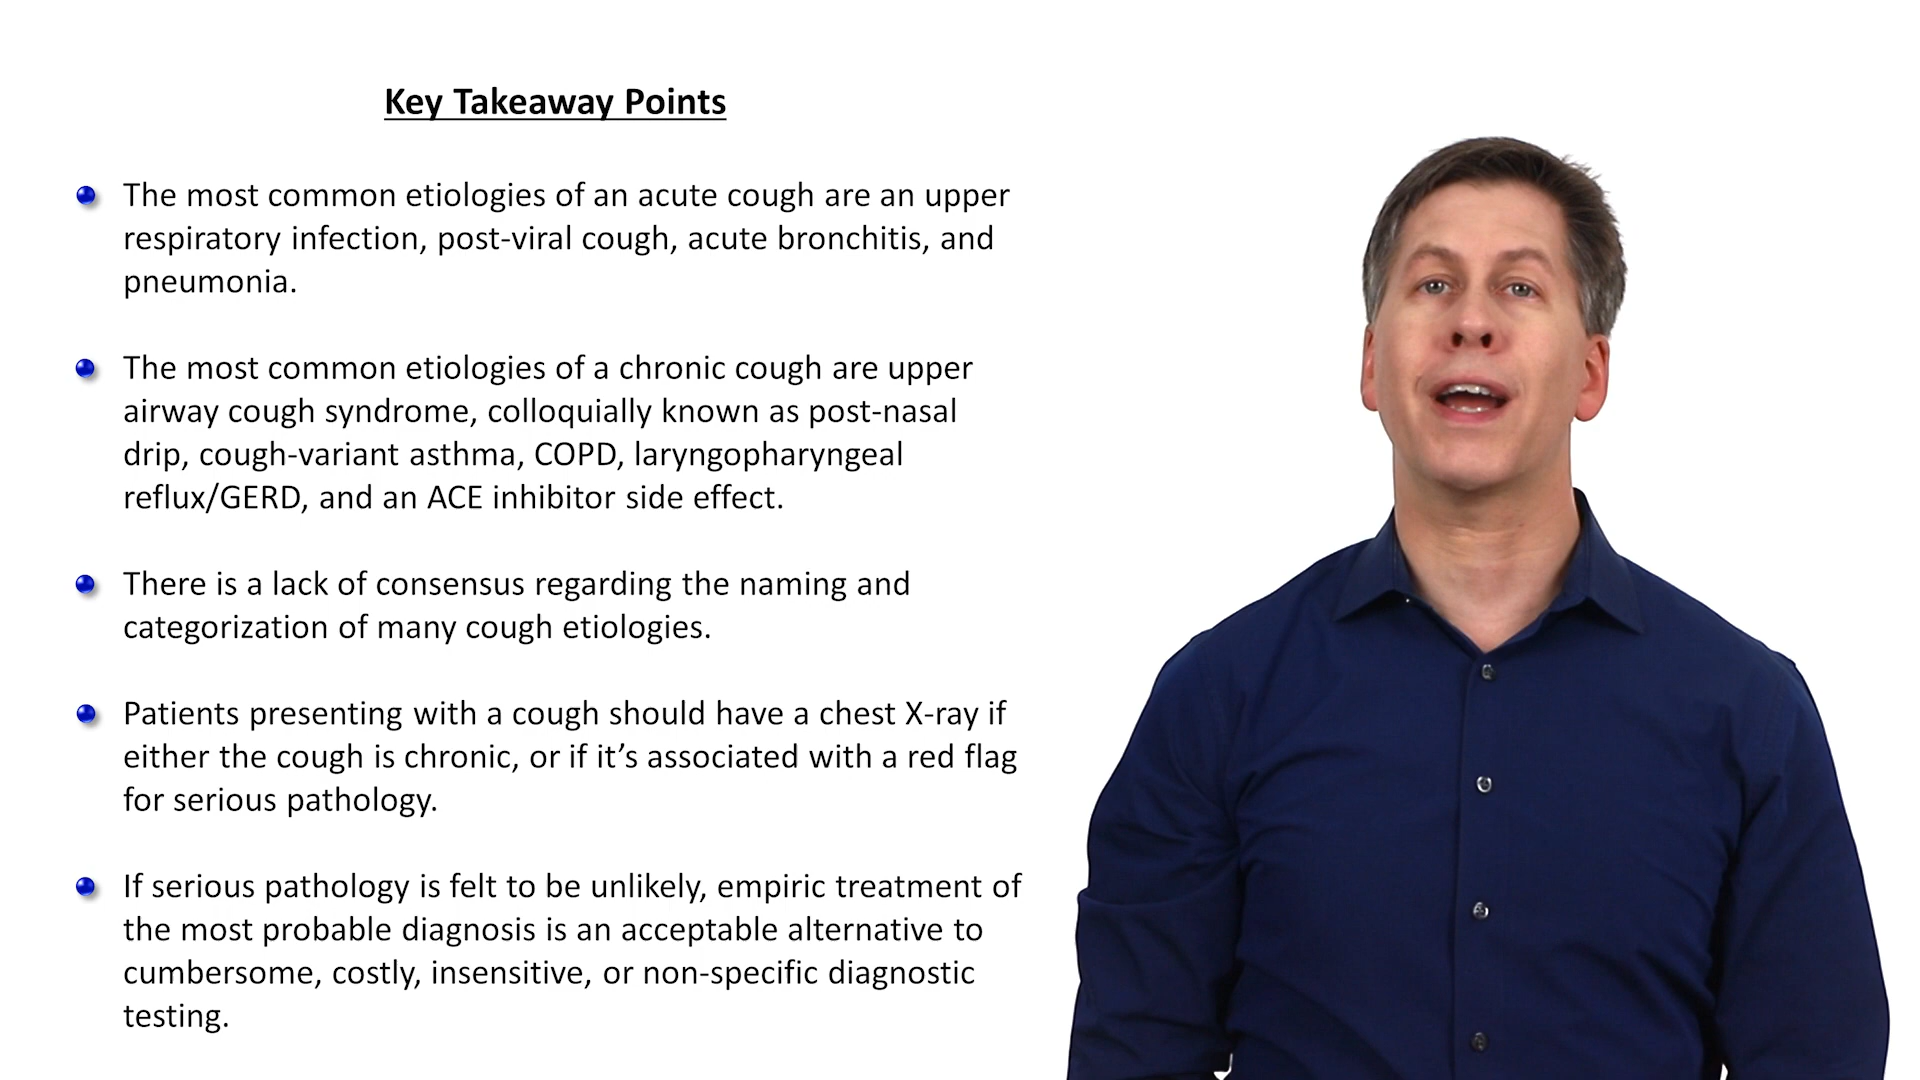 Key Takeaway Points
The most common etiologies of an acute cough are an upper
respiratory infection, post-viral cough, acute bronchitis, and
pneumonia.
The most common etiologies of a chronic cough are upper
airway cough syndrome, colloquially known as post-nasal
drip, cough-variant asthma, COPD, laryngopharyngeal
reflux/GERD, and an ACE inhibitor side effect.
There is a lack of consensus regarding the naming and
categorization of many cough etiologies.
Patients presenting with a cough should have a chest X-ray if
either the cough is chronic, or if it’s associated with a red flag
for serious pathology.
If serious pathology is felt to be unlikely, empiric treatment of
the most probable diagnosis is an acceptable alternative to
cumbersome, costly, insensitive, or non-specific diagnostic
testing.